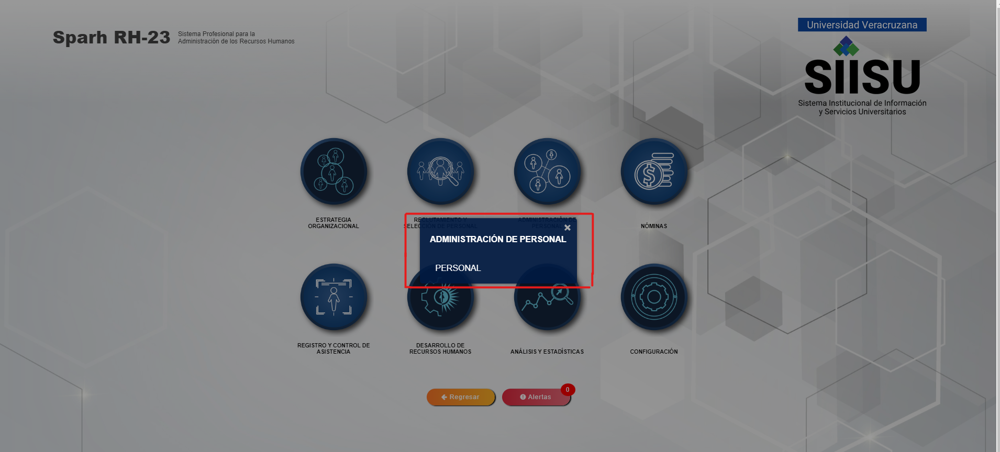 Sparh RH-23
Sistema Profesional para la
Administración de los Recursos Humanos
Universidad Veracruzana
SIISU
Sistema Institucional de Información
y Servicios Universitarios
ESTRATEGIA
ORGANIZACIONAL
RECLUTAMIENTO Y
SELECCIÓN DE PERSONAL
ADMINISTRACIÓN DE
PERSONAL
NÓMINAS
×
ADMINISTRACIÓN DE PERSONAL
PERSONAL
REGISTRO Y CONTROL DE
ASISTENCIA
DESARROLLO DE
RECURSOS HUMANOS
ANÁLISIS Y ESTADÍSTICAS
CONFIGURACIÓN
Regresar
Alertas
0